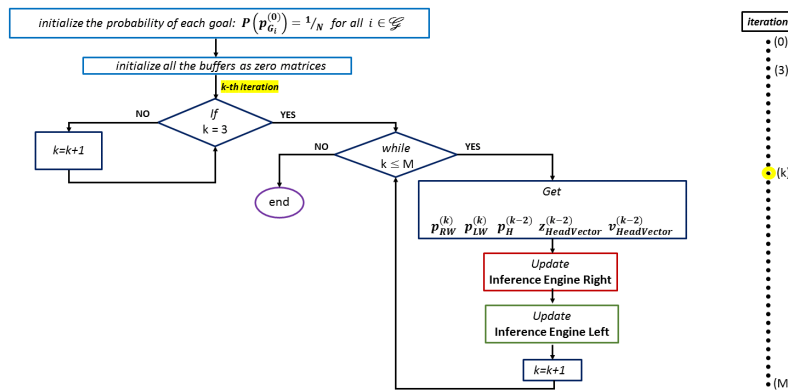 initialize the probability of each goal: P(p_{G_i}^{(0)}) = 1/N for all i ∈ 𝒢
initialize all the buffers as zero matrices
k-th iteration
If
k = 3
NO
YES
k=k+1
while
k ≤ M
NO
YES
end
Get
p_{RW}^{(k)} p_{LW}^{(k)} p_{H}^{(k-2)} z_{HeadVector}^{(k-2)} v_{HeadVector}^{(k-2)}
Update
Inference Engine Right
Update
Inference Engine Left
k=k+1
iteration
(0)
(3)
(k)
(M)